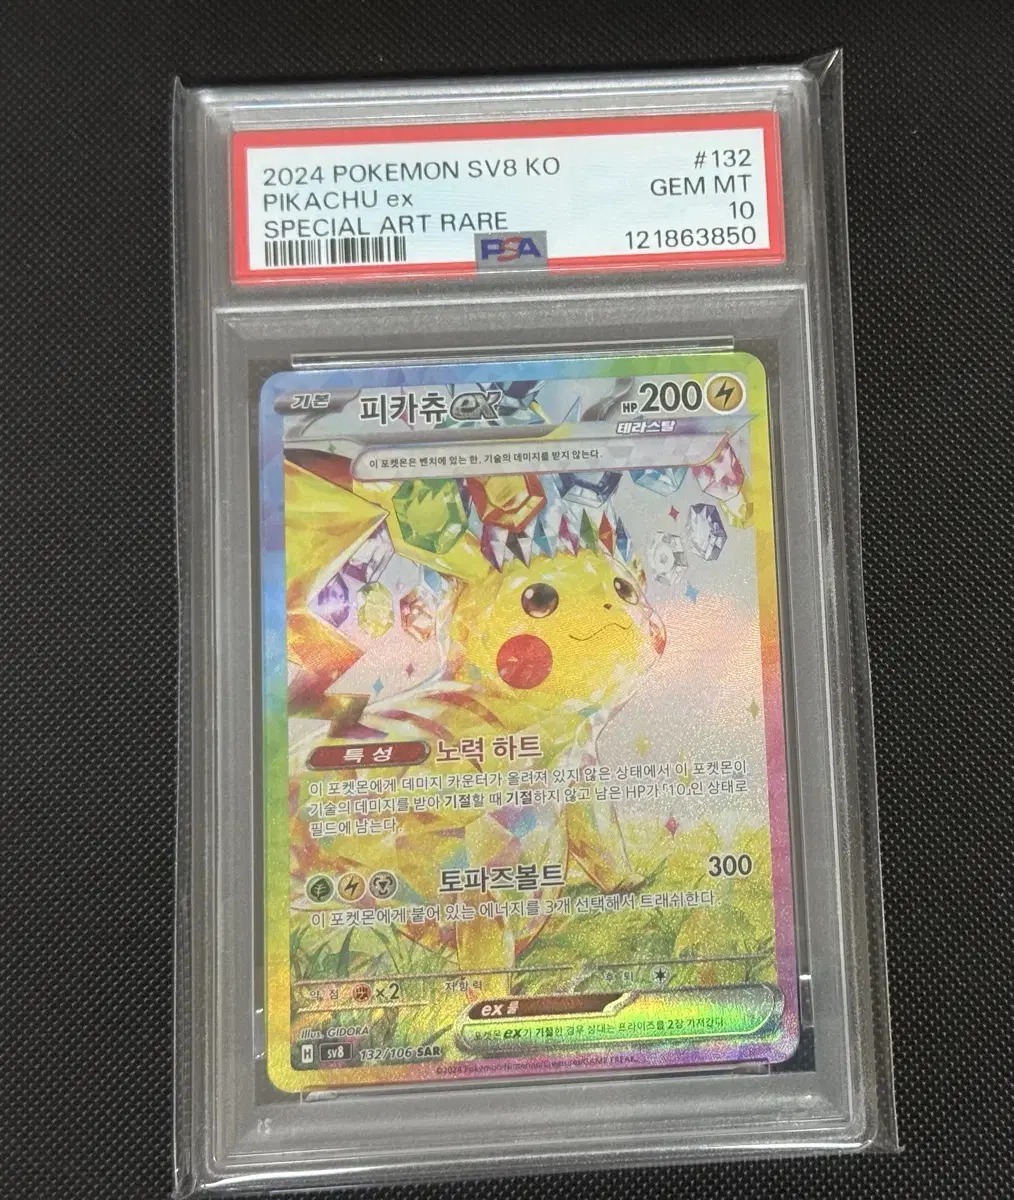 2024 POKEMON SV8 KO
#132
PIKACHU ex
GEM MT
SPECIAL ART RARE
10
PSA
121863850
기본
피카츄ex
HP200
테라스탈
이 포켓몬은 벤치에 있는 한, 기술의 데미지를 받지 않는다.
특성
노력 하트
이 포켓몬에게 데미지 카운터가 올려져 있지 않은 상태에서 이 포켓몬이
기술의 데미지를 받아 기절할 때 기절하지 않고 남은 HP가 「10」인 상태로
필드에 남는다.
토파즈볼트
300
이 포켓몬에게 붙어 있는 에너지를 3개 선택해서 트래쉬한다.
약점
×2
저항력
후퇴
ex룰
포켓몬ex가 기절한 경우 상대는 프라이즈를 2장 가져간다.
Illus. GIDORA
H
sv8
132/106 SAR
©2024 Pokémon/Nintendo/Creatures/GAME FREAK.